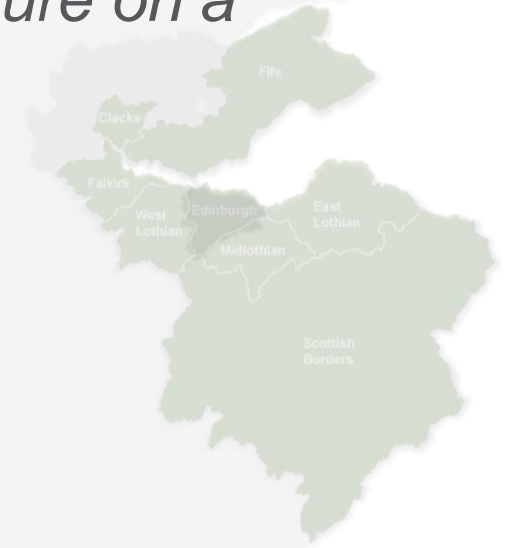 ure on a
Fife
Clacks
Falkirk
West
Lothian
Edinburgh
East
Lothian
Midlothian
Scottish
Borders